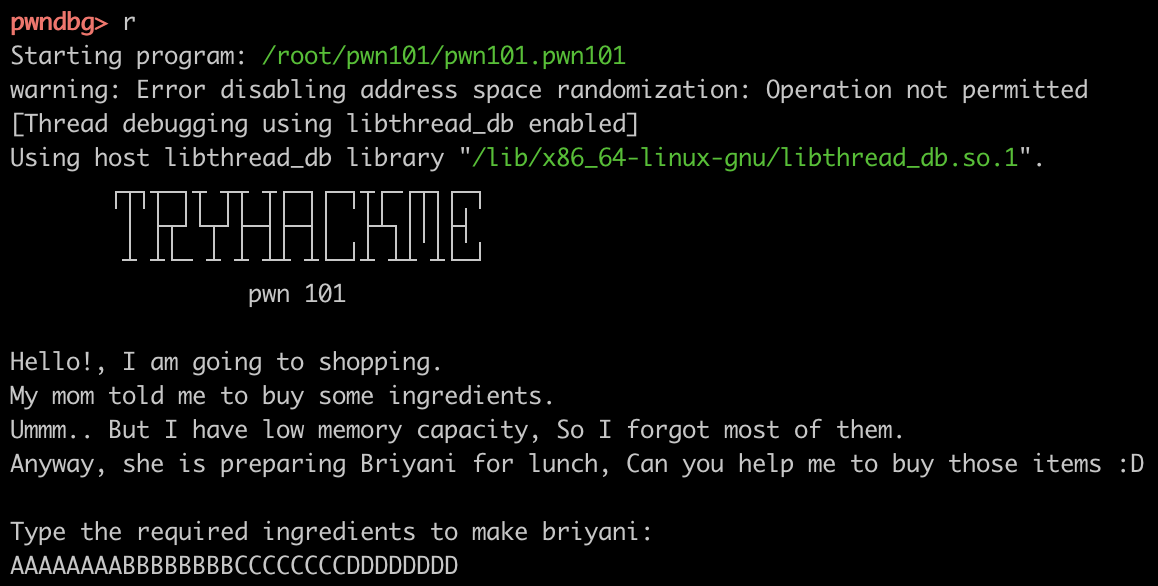 pwndbg> r
Starting program: /root/pwn101/pwn101.pwn101
warning: Error disabling address space randomization: Operation not permitted
[Thread debugging using libthread_db enabled]
Using host libthread_db library "/lib/x86_64-linux-gnu/libthread_db.so.1".
TRYHACKME
pwn 101
Hello!, I am going to shopping.
My mom told me to buy some ingredients.
Ummm.. But I have low memory capacity, So I forgot most of them.
Anyway, she is preparing Briyani for lunch, Can you help me to buy those items :D
Type the required ingredients to make briyani:
AAAAAAAABBBBBBBBCCCCCCCCDDDDDDDD